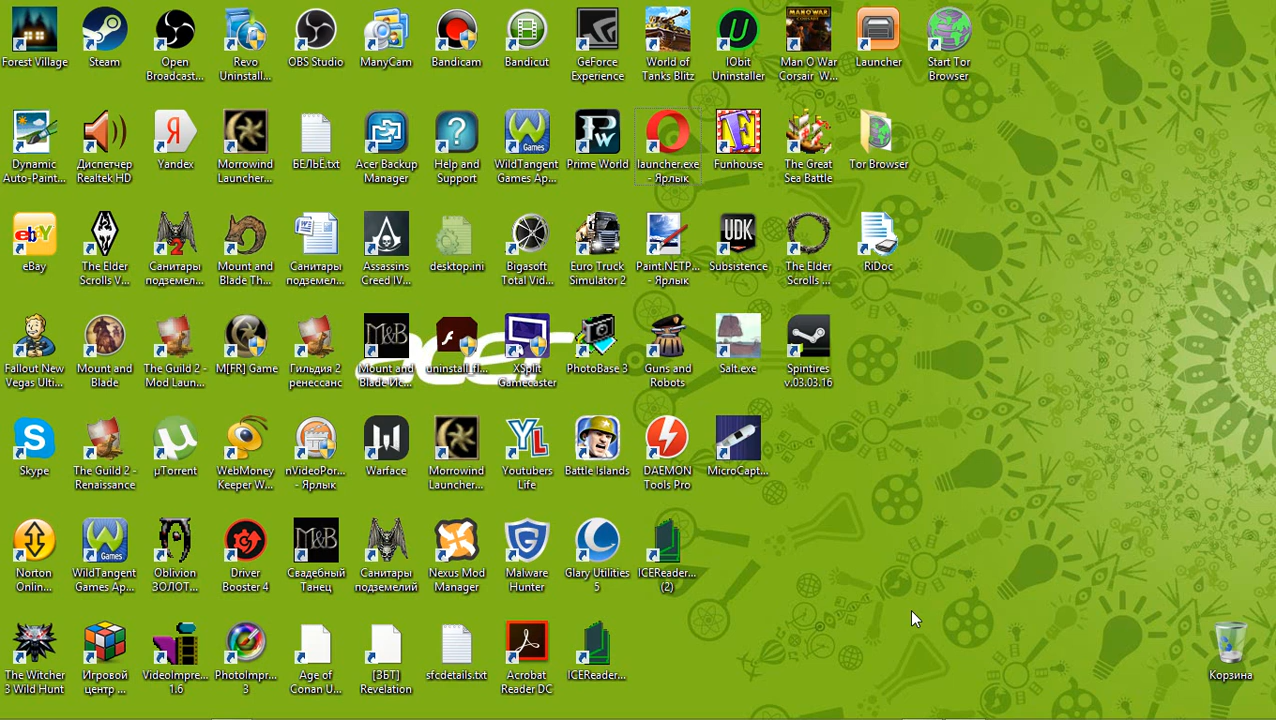 Forest Village
Steam
Open
Broadcast...
Revo
Uninstall...
OBS Studio
ManyCam
Bandicam
Bandicut
GeForce
Experience
World of
Tanks Blitz
IObit
Uninstaller
Man O War
Corsair W...
Launcher
Start Tor
Browser
Dynamic
Auto-Paint...
Диспетчер
Realtek HD
Yandex
Morrowind
Launcher...
БЕЛЬЕ.txt
Acer Backup
Manager
Help and
Support
WildTangent
Games Ap...
Prime World
launcher.exe
- Ярлык
Funhouse
The Great
Sea Battle
Tor Browser
eBay
The Elder
Scrolls V...
Санитары
подземел...
Mount and
Blade Th...
Санитары
подземел...
Assassins
Creed IV...
desktop.ini
Bigasoft
Total Vid...
Euro Truck
Simulator 2
Paint.NETP...
- Ярлык
Subsistence
The Elder
Scrolls ...
RiDoc
acer
Fallout New
Vegas Ulti...
Mount and
Blade
The Guild 2 -
Mod Laun...
M[FR] Game
Гильдия 2
ренессанс
Mount and
Blade Ис...
uninstall_fl...
XSplit
Gamecaster
PhotoBase 3
Guns and
Robots
Salt.exe
Spintires
v.03.03.16
Skype
The Guild 2 -
Renaissance
µTorrent
WebMoney
Keeper W...
nVideoPor...
- Ярлык
Warface
Morrowind
Launcher...
Youtubers
Life
Battle Islands
DAEMON
Tools Pro
MicroCapt...
Norton
Onlin...
WildTangent
Games Ap...
Oblivion
ЗОЛОТ...
Driver
Booster 4
Свадебный
Танец
Санитары
подземелий
Nexus Mod
Manager
Malware
Hunter
Glary Utilities
5
ICEReader...
(2)
The Witcher
3 Wild Hunt
Игровой
центр ...
VideoImpre...
1.6
PhotoImpr...
3
Age of
Conan U...
[ЗБТ]
Revelation
sfcdetails.txt
Acrobat
Reader DC
ICEReader...
Корзина